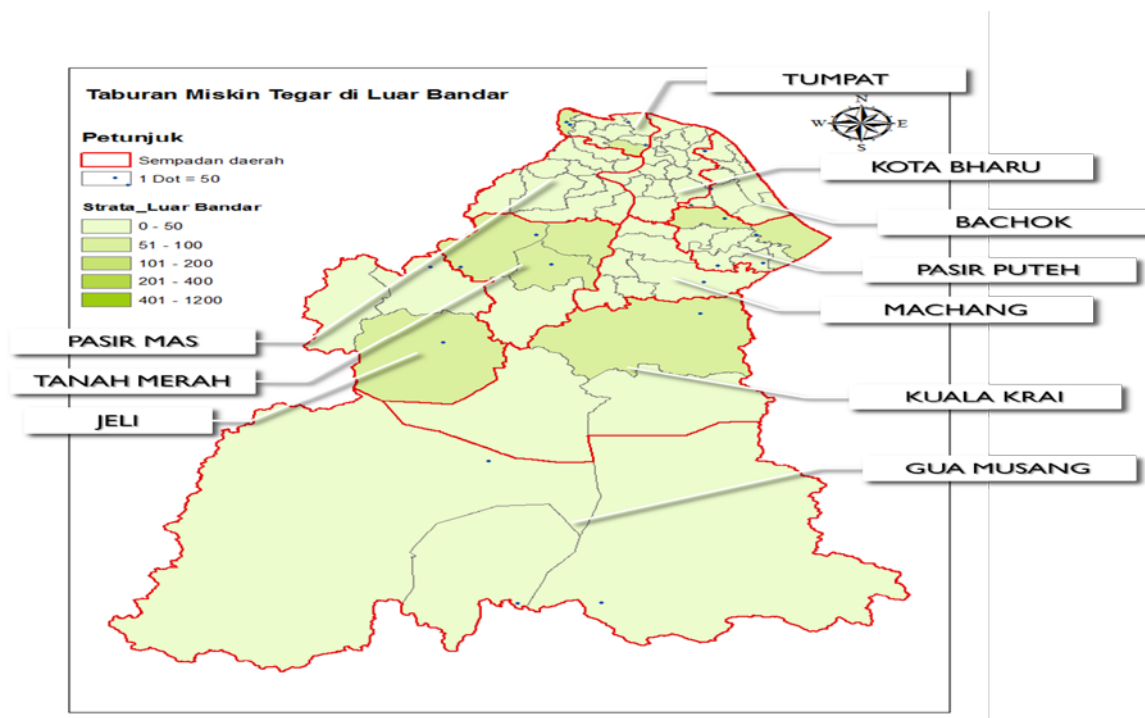 Taburan Miskin Tegar di Luar Bandar
Petunjuk
Sempadan daerah
1 Dot = 50
Strata_Luar Bandar
0 - 50
51 - 100
101 - 200
201 - 400
401 - 1200
TUMPAT
N
W
E
S
KOTA BHARU
BACHOK
PASIR PUTEH
MACHANG
PASIR MAS
TANAH MERAH
JELI
KUALA KRAI
GUA MUSANG